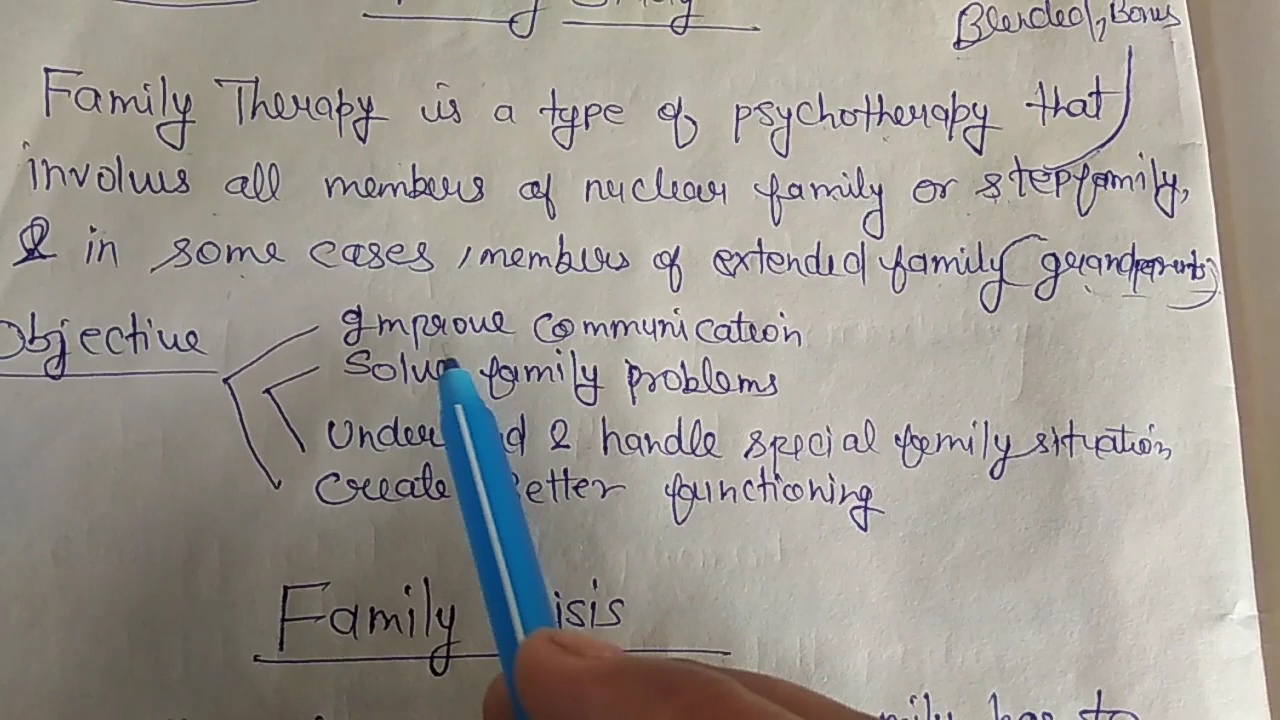 Blended, Bonus
Family Therapy is a type of psychotherapy that
involves all members of nuclear family or stepfamily,
& in some cases, members of extended family (grandparents)
Objective
Improve Communication
Solve family problems
& handle special family situation
Create better functioning
Family